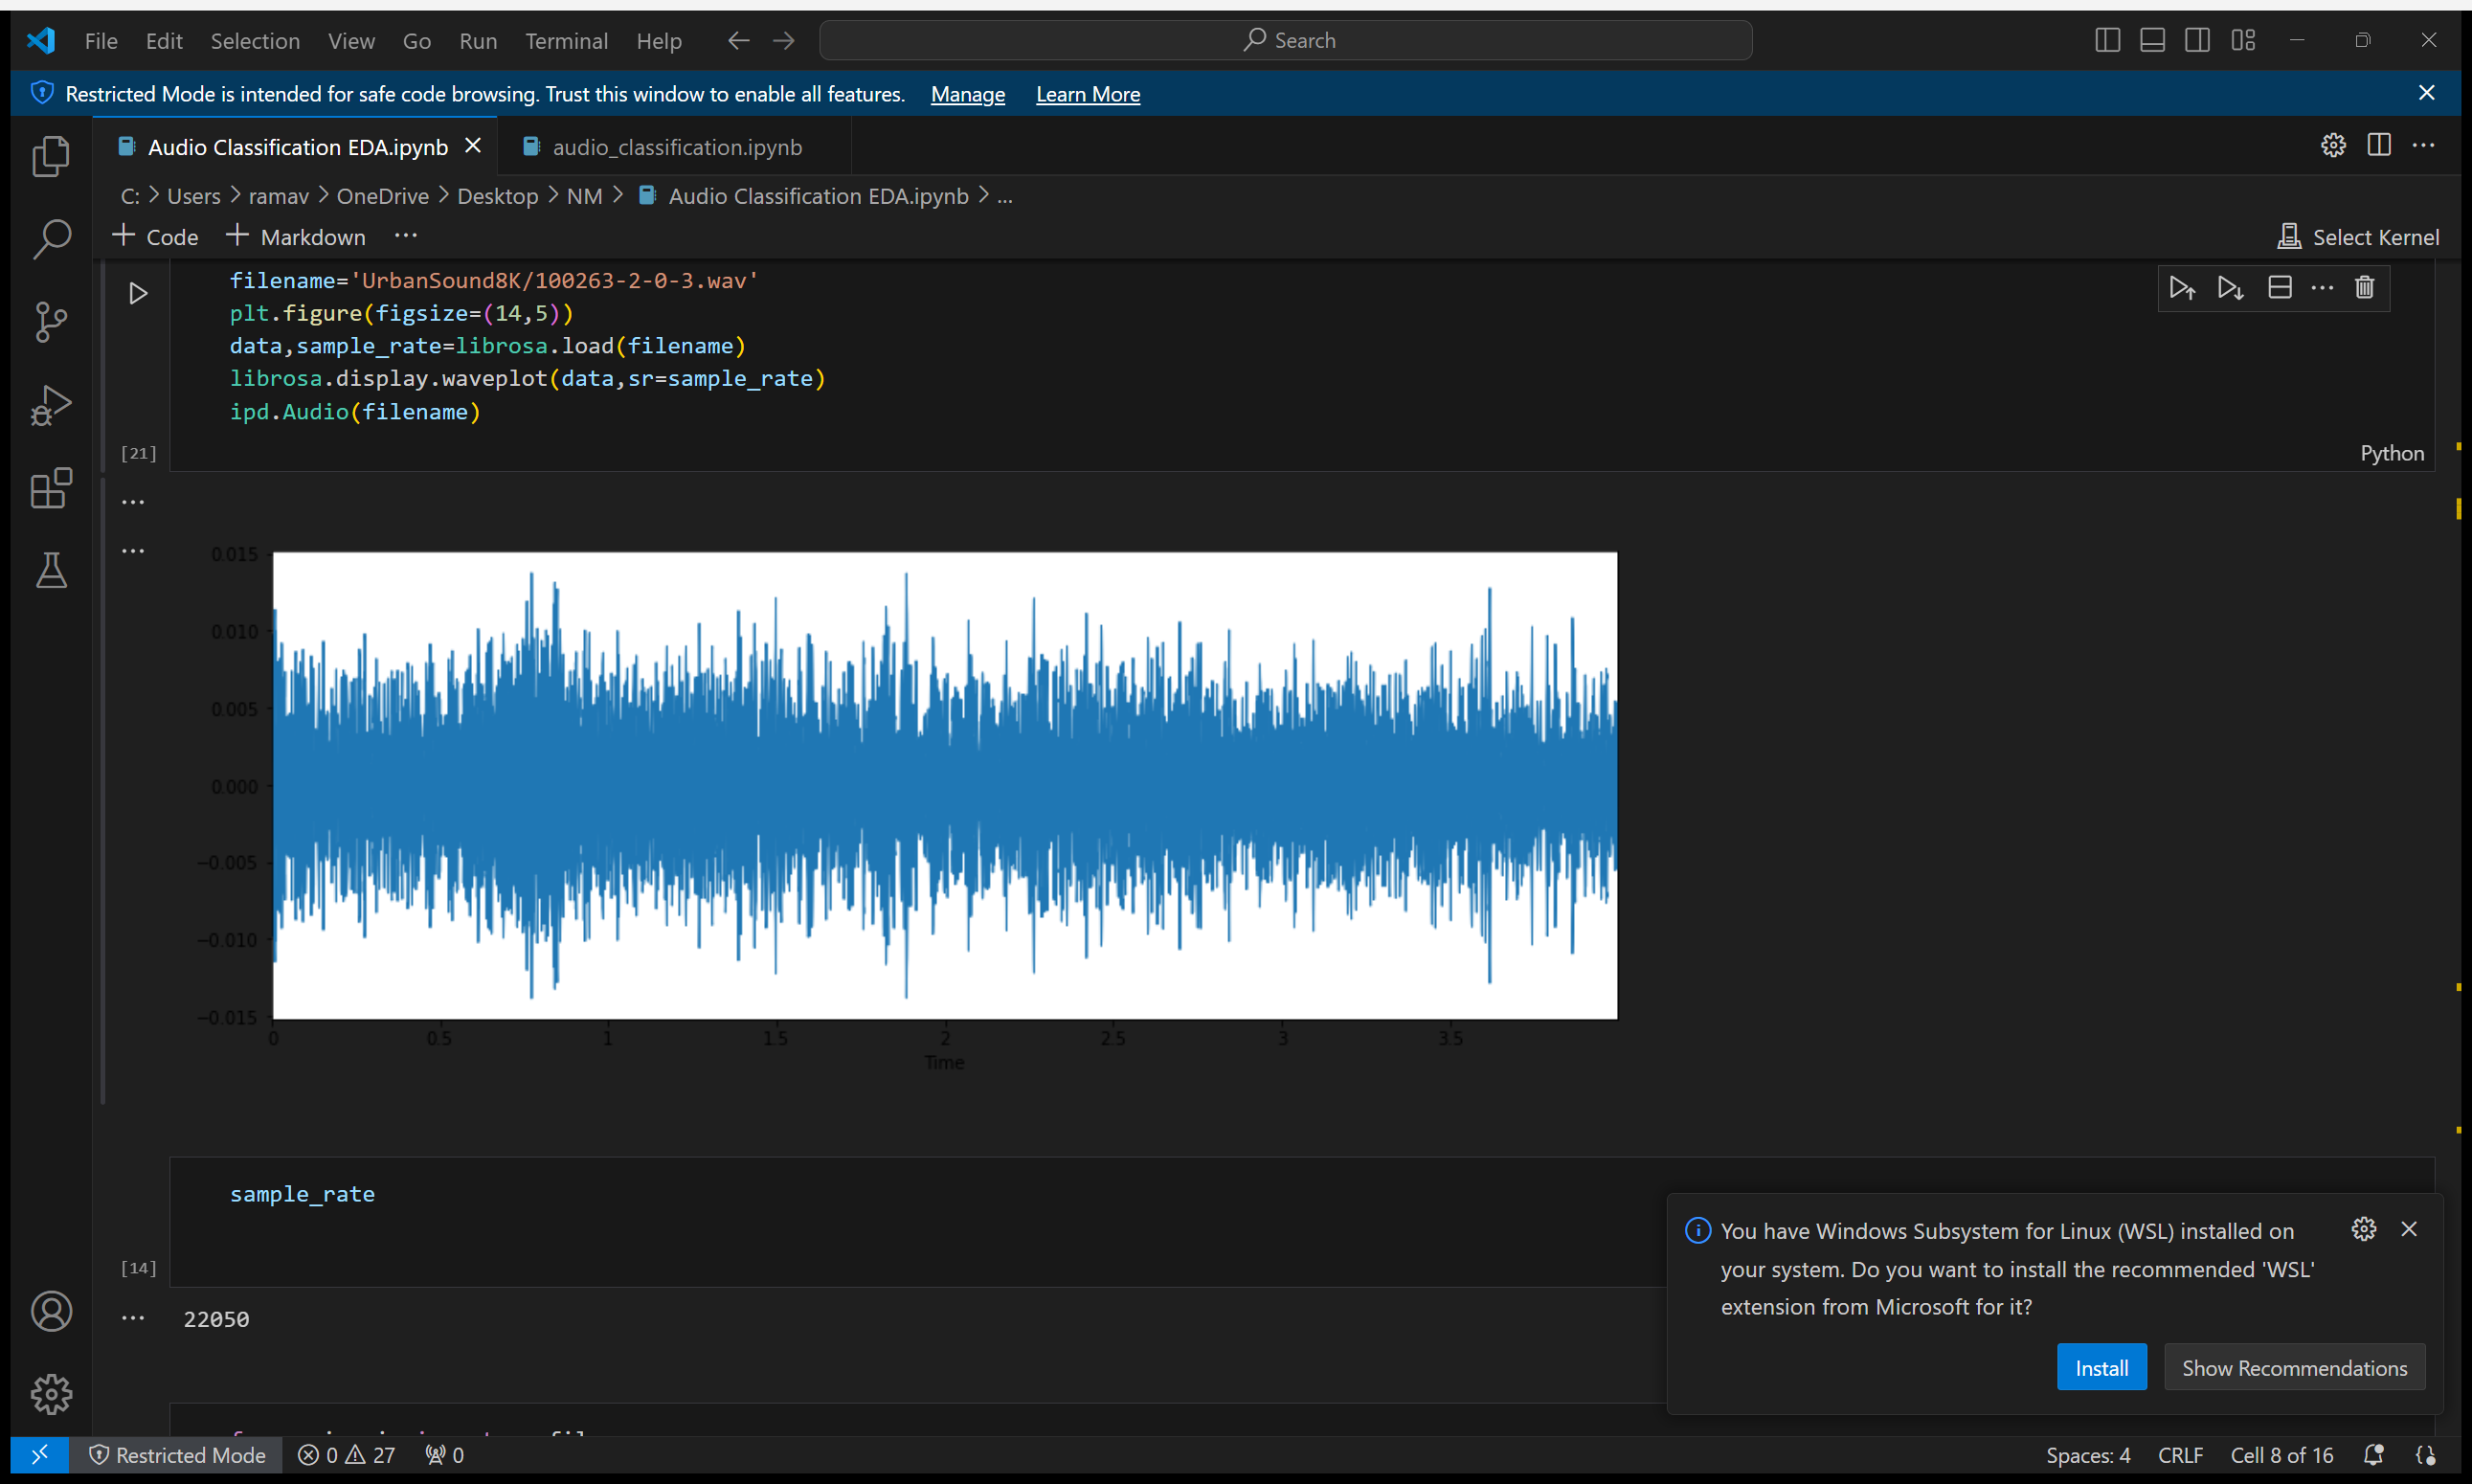 File Edit Selection View Go Run Terminal Help Search
Restricted Mode is intended for safe code browsing. Trust this window to enable all features. Manage Learn More
Audio Classification EDA.ipynb audio_classification.ipynb
C: > Users > ramav > OneDrive > Desktop > NM > Audio Classification EDA.ipynb > ...
+ Code + Markdown ... Select Kernel
filename='UrbanSound8K/100263-2-0-3.wav'
plt.figure(figsize=(14,5))
data,sample_rate=librosa.load(filename)
librosa.display.waveplot(data,sr=sample_rate)
ipd.Audio(filename)
[21] Python
0.015
0.010
0.005
0.000
−0.005
−0.010
−0.015
0 0.5 1 1.5 2 2.5 3 3.5
Time
sample_rate
[14]
22050
You have Windows Subsystem for Linux (WSL) installed on
your system. Do you want to install the recommended 'WSL'
extension from Microsoft for it?
Install Show Recommendations
Restricted Mode 0 27 0 Spaces: 4 CRLF Cell 8 of 16